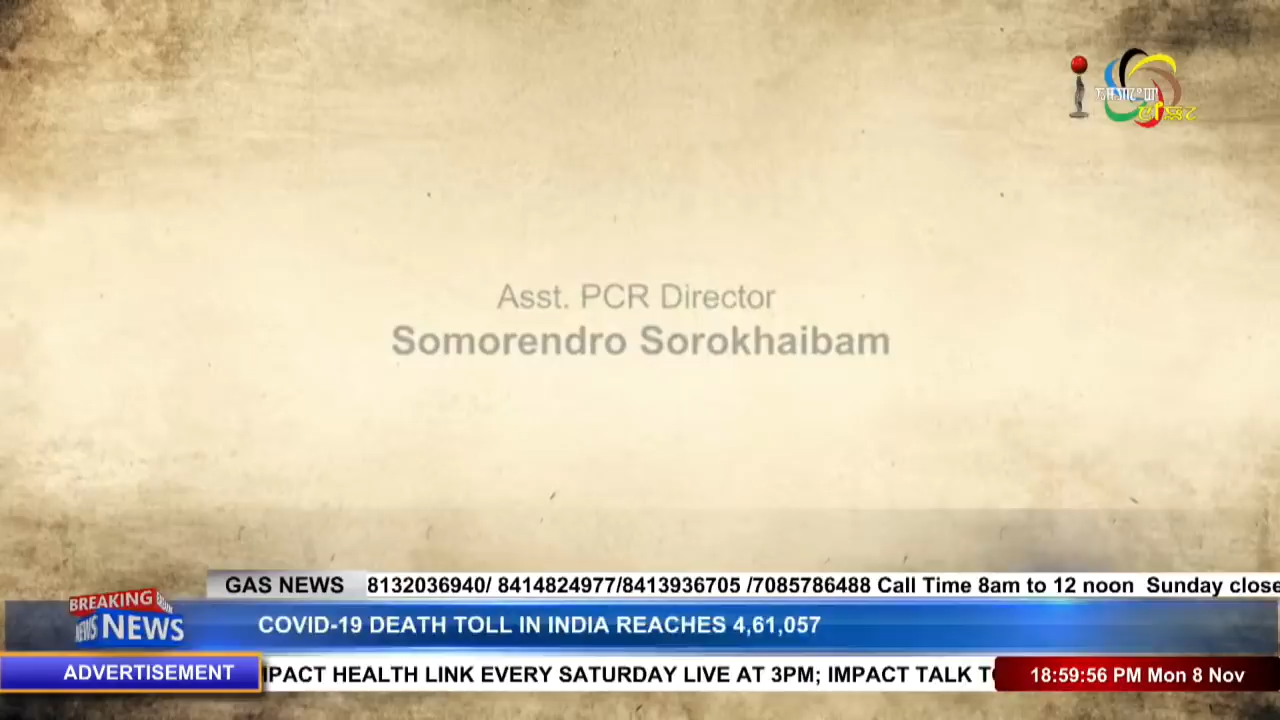 Asst. PCR Director
Somorendro Sorokhaibam
GAS NEWS 8132036940/ 8414824977/8413936705 /7085786488 Call Time 8am to 12 noon Sunday close
BREAKING NEWS
COVID-19 DEATH TOLL IN INDIA REACHES 4,61,057
ADVERTISEMENT IMPACT HEALTH LINK EVERY SATURDAY LIVE AT 3PM; IMPACT TALK
18:59:56 PM Mon 8 Nov